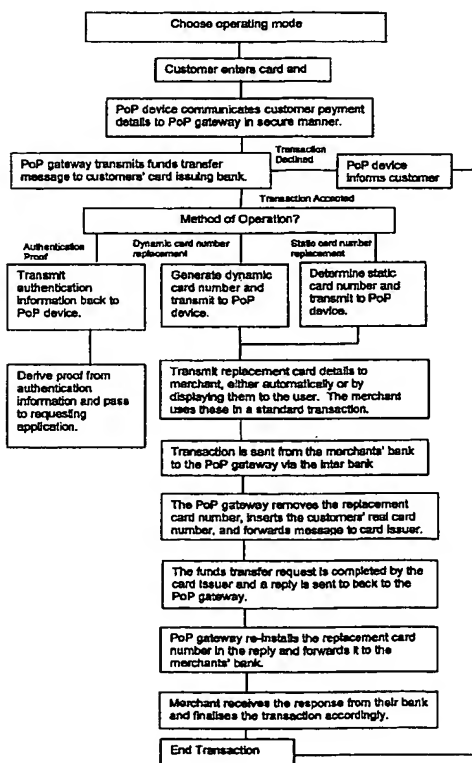 Choose operating mode
Customer enters card and
PoP device communicates customer payment
details to PoP gateway in secure manner.
Transaction
Declined
PoP gateway transmits funds transfer
message to customers' card issuing bank.
PoP device
informs customer
Transaction Accepted
Method of Operation?
Authentication
Proof
Dynamic card number
replacement
Static card number
replacement
Transmit
authentication
information back to
PoP device.
Generate dynamic
card number and
transmit to PoP
device.
Determine static
card number and
transmit to PoP
device.
Derive proof from
authentication
information and pass
to requesting
application.
Transmit replacement card details to
merchant, either automatically or by
displaying them to the user. The merchant
uses these in a standard transaction.
Transaction is sent from the merchants' bank
to the PoP gateway via the inter bank
The PoP gateway removes the replacement
card number, inserts the customers' real card
number, and forwards message to card issuer.
The funds transfer request is completed by the
card issuer and a reply is sent to back to the
PoP gateway.
PoP gateway re-installs the replacement card
number in the reply and forwards it to the
merchants' bank.
Merchant receives the response from their bank
and finalises the transaction accordingly.
End Transaction